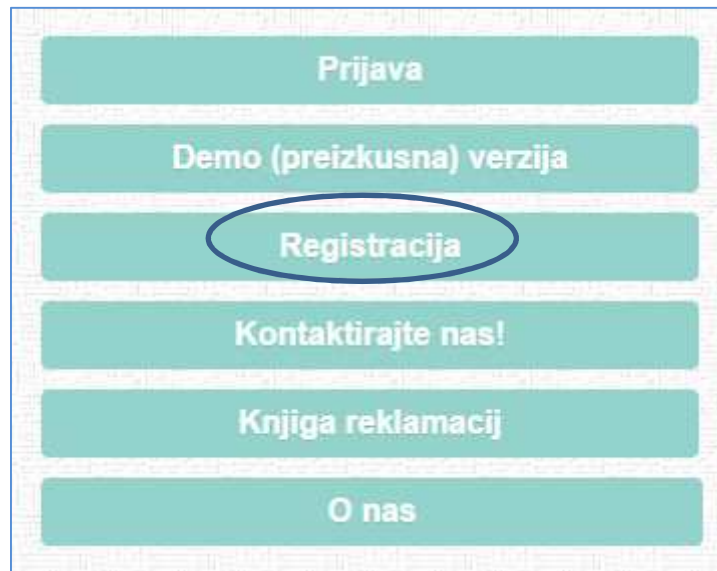 Prijava
Demo (preizkusna) verzija
Registracija
Kontaktirajte nas!
Knjiga reklamacij
O nas